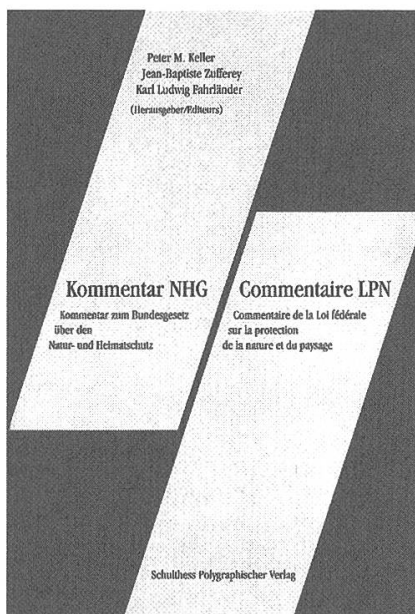 Peter M. Keller
Jean-Baptiste Zufferey
Karl Ludwig Fahrländer
(Herausgeber/Editeurs)
Kommentar NHG
Kommentar zum Bundesgesetz
über den
Natur- und Heimatschutz
Commentaire LPN
Commentaire de la Loi fédérale
sur la protection
de la nature et du paysage
Schulthess Polygraphischer Verlag